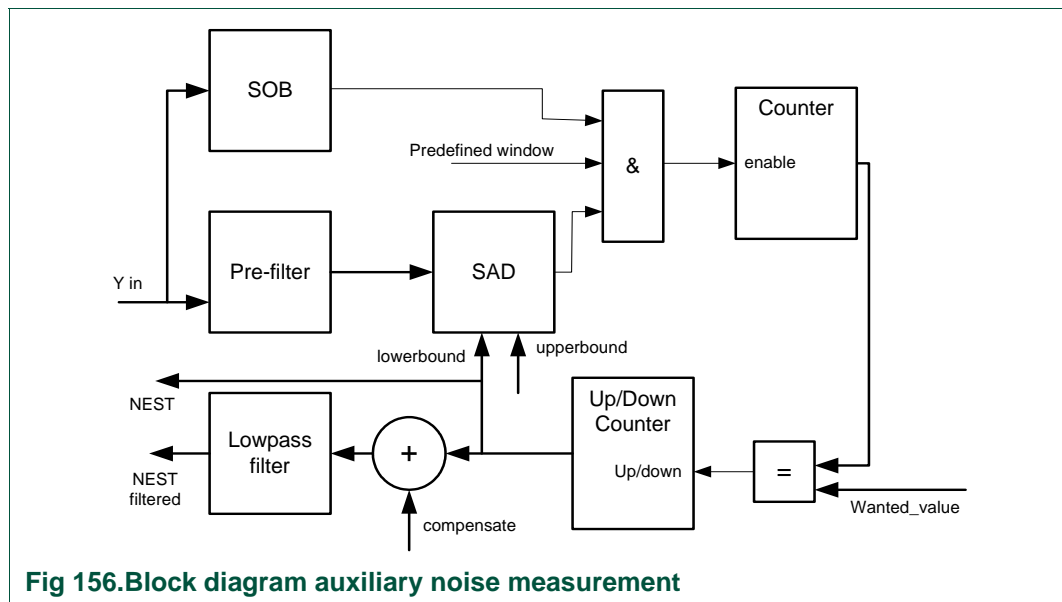 SOB
Counter
Predefined window
&
enable
Y in
Pre-filter
SAD
lowerbound
upperbound
NEST
Up/Down
Counter
Lowpass
filter
+
Up/down
=
NEST
filtered
Wanted_value
compensate
Fig 156.Block diagram auxiliary noise measurement